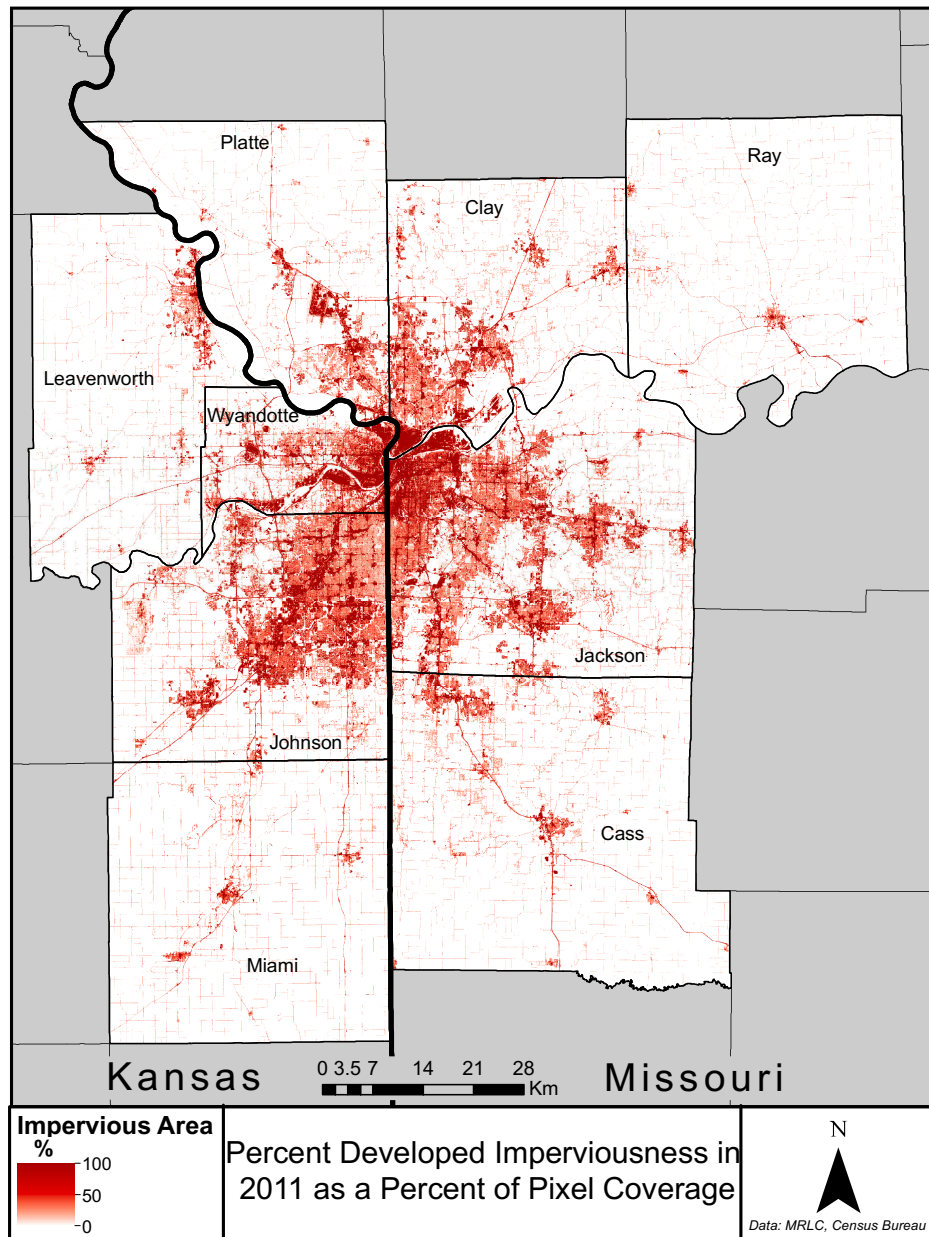 Platte
Ray
Clay
Leavenworth
Wyandotte
Jackson
Johnson
Cass
Miami
Kansas
0 3.5 7 14 21 28
Km
Missouri
Impervious Area
%
100
50
0
Percent Developed Imperviousness in
2011 as a Percent of Pixel Coverage
N
Data: MRLC, Census Bureau